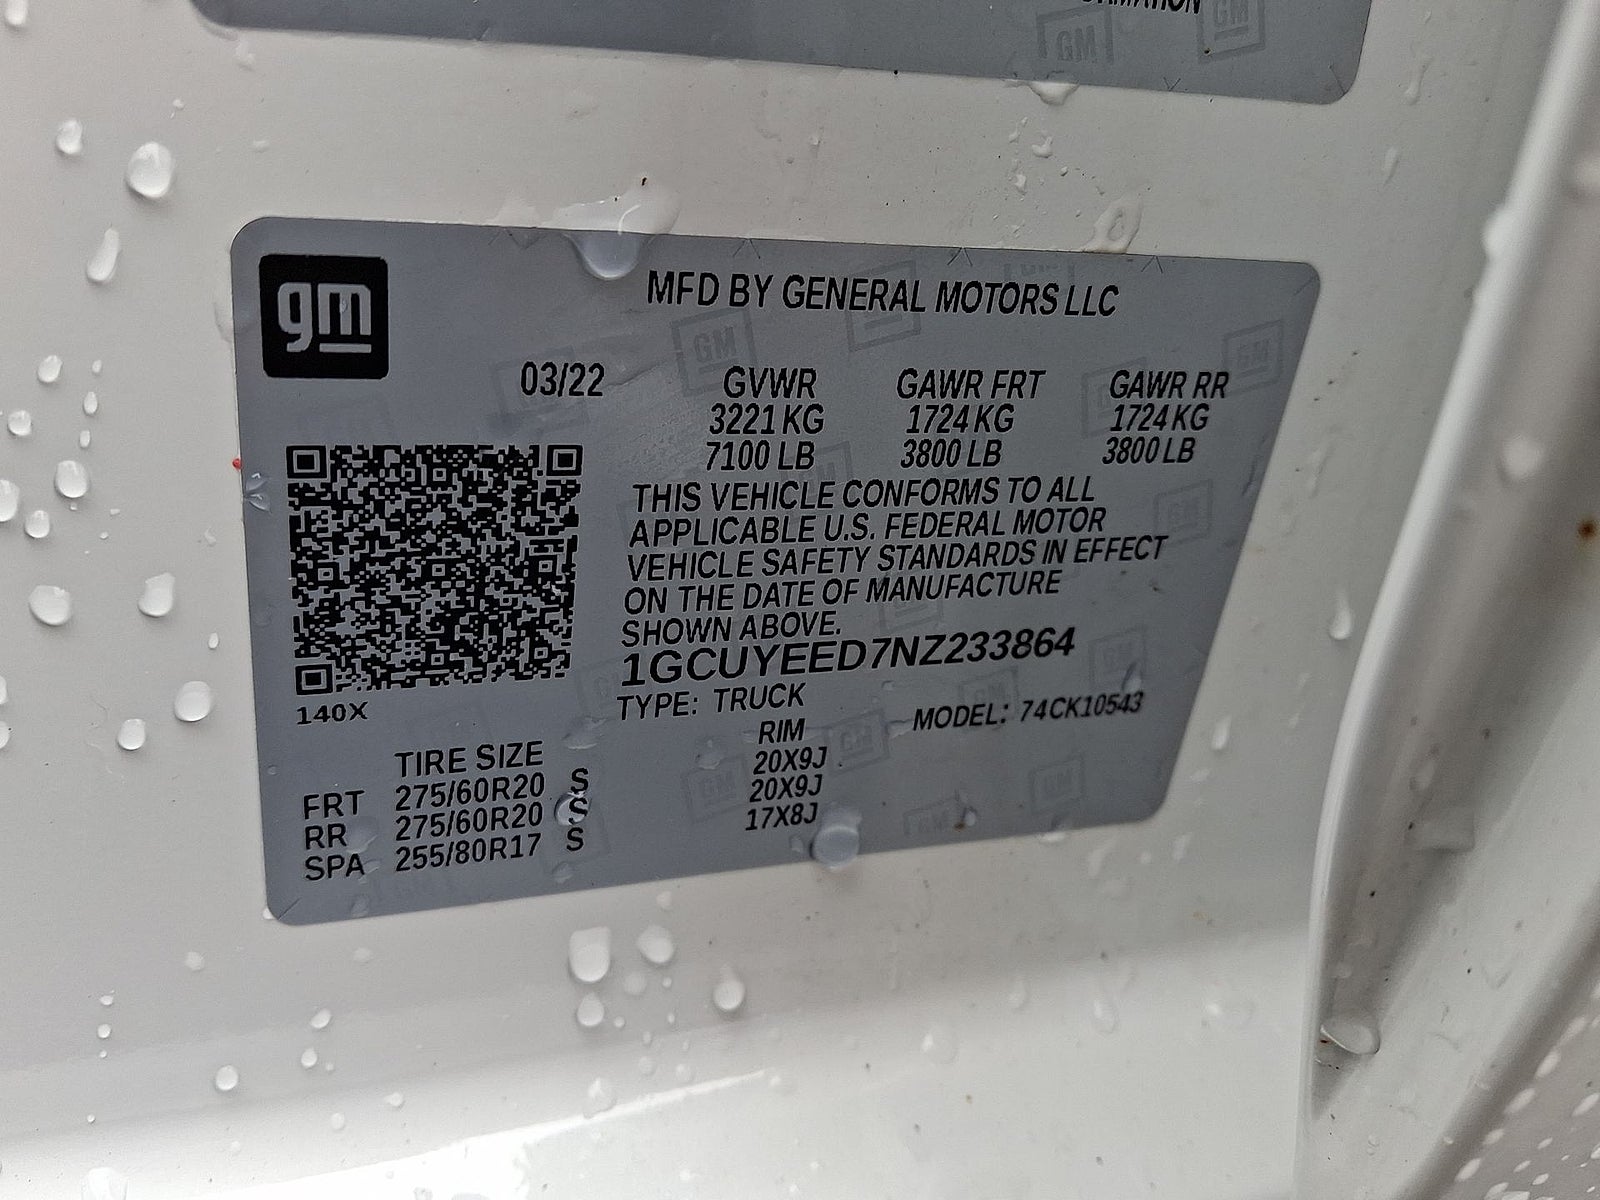 gm
MFD BY GENERAL MOTORS LLC
03/22 GVWR GAWR FRT GAWR RR
3221 KG 1724 KG 1724 KG
7100 LB 3800 LB 3800 LB
THIS VEHICLE CONFORMS TO ALL
APPLICABLE U.S. FEDERAL MOTOR
VEHICLE SAFETY STANDARDS IN EFFECT
ON THE DATE OF MANUFACTURE
SHOWN ABOVE.
1GCUYEED7NZ233864
140X
TYPE: TRUCK MODEL: 74CK10543
TIRE SIZE RIM
FRT 275/60R20 S 20X9J
RR 275/60R20 S 20X9J
SPA 255/80R17 S 17X8J